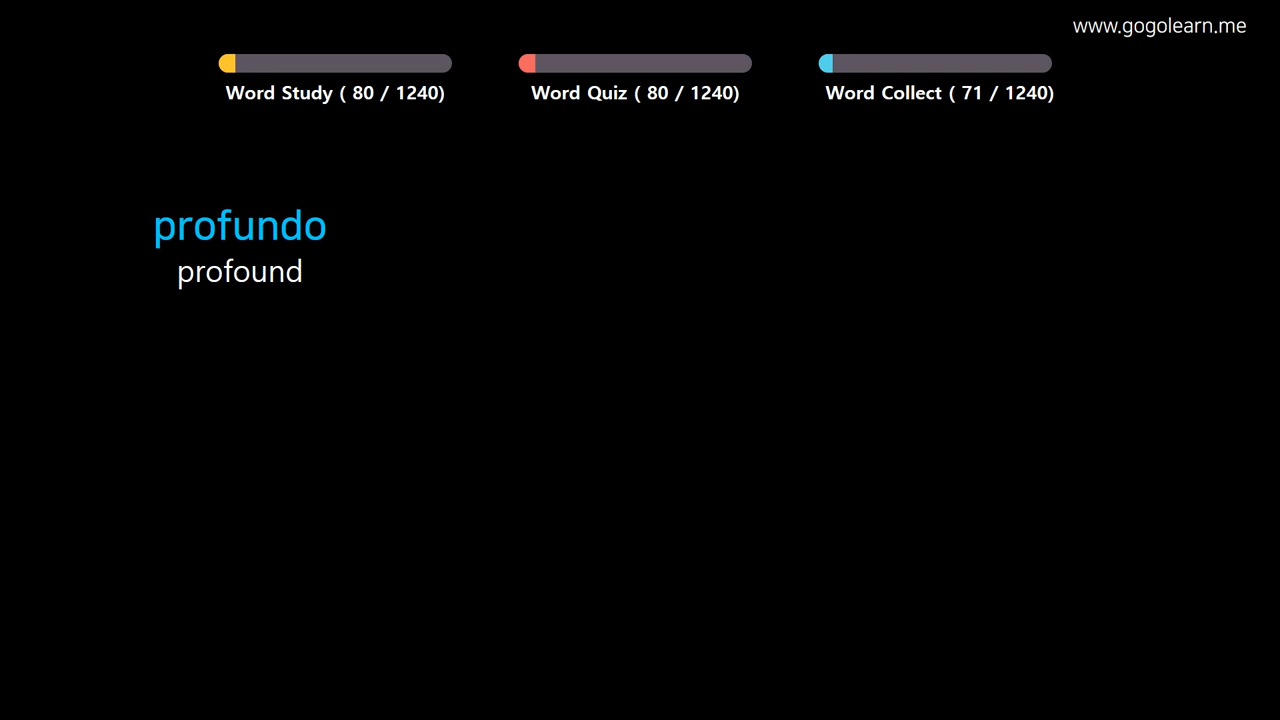 www.gogolearn.me
Word Study ( 80 / 1240)
Word Quiz ( 80 / 1240)
Word Collect ( 71 / 1240)
profundo
profound